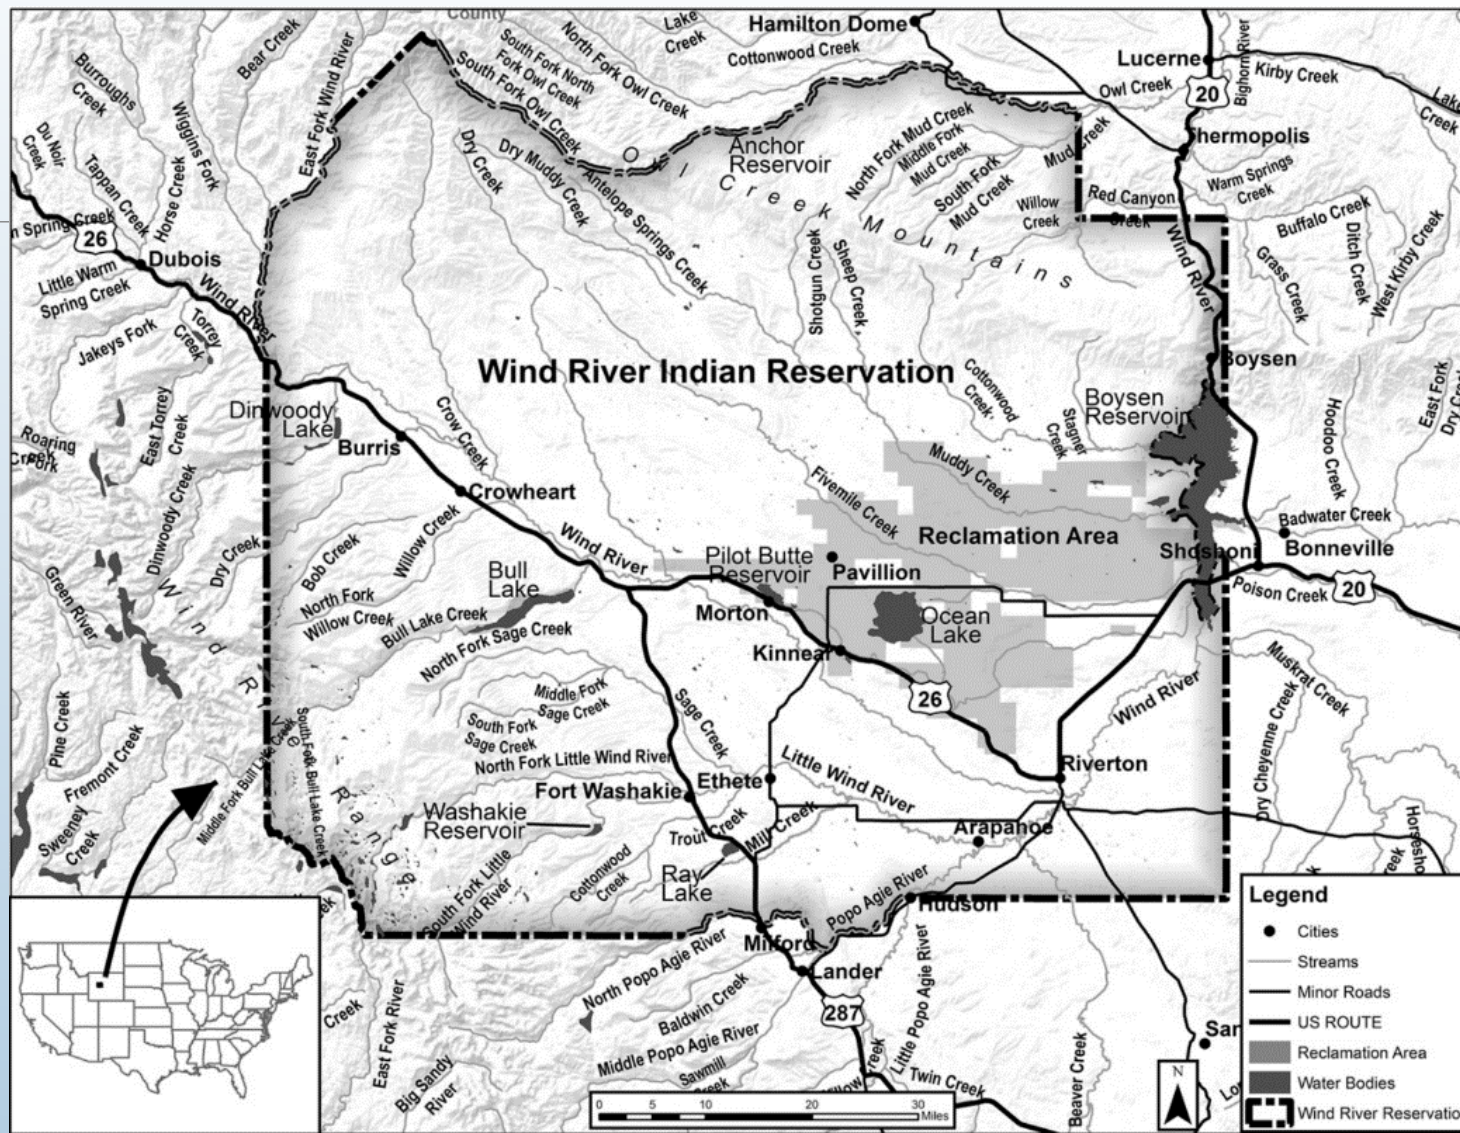 County
Hamilton Dome
Lake
Creek
Cottonwood Creek
Lucerne
20
Bighorn River
Kirby Creek
Owl Creek
Lake
Creek
Bear Creek
East Fork Wind River
Burroughs
Creek
Wiggins Fork
Du Noir
Creek
Tappan Creek
Horse Creek
South Fork North
Fork Owl Creek
North Fork Owl Creek
South Fork Owl Creek
Dry Creek
Dry Muddy Creek
Antelope Springs Creek
Anchor
Reservoir
Owl Creek Mountains
North Fork Mud Creek
Middle Fork
Mud Creek
South Fork
Mud Creek
Mud Creek
Thermopolis
Warm Springs
Creek
Willow
Creek
Red Canyon
Creek
Buffalo Creek
Ditch Creek
West Kirby Creek
Grass Creek
Wind River
m Spring Creek
26
Dubois
Little Warm
Spring Creek
Wind River
Jakeys Fork
Torrey
Creek
Shotgun Creek
Sheep Creek
Wind River Indian Reservation
Boysen
Boysen
Reservoir
Cottonwood
Creek
Stagner
Creek
Hoodoo Creek
East Fork
Dry Creek
Dinwoody
Lake
Burris
Crow Creek
Crowheart
Roaring
Fork
Creek
East Torrey
Creek
Dinwoody Creek
Dry Creek
Bob Creek
Willow Creek
North Fork
Willow Creek
Bull
Lake
Bull Lake Creek
North Fork Sage Creek
Wind River
Muddy Creek
Fivemile Creek
Reclamation Area
Shoshoni
Badwater Creek
Bonneville
Poison Creek
20
Pilot Butte
Reservoir
Pavillion
Morton
Ocean
Lake
Kinnear
26
Green River
Wind River Range
Pine Creek
Fremont Creek
Sweeney
Creek
Middle Fork Bull Lake Creek
South Fork Bull Lake Creek
Middle Fork
Sage Creek
South Fork
Sage Creek
Sage Creek
North Fork Little Wind River
Fort Washakie
Ethete
Little Wind River
Wind River
Muskrat Creek
Dry Cheyenne Creek
Riverton
Washakie
Reservoir
Trout Creek
Mill Creek
Arapahoe
Ray
Lake
Cottonwood
Creek
South Fork Little
Wind River
Popo Agie River
Hudson
Milford
Lander
287
North Popo Agie River
Baldwin Creek
Middle Popo Agie River
Sawmill
Creek
Little Popo Agie River
Twin Creek
Beaver Creek
East Fork River
Big Sandy
River
Creek
San
0 5 10 20 30
Miles
N
Legend
Cities
Streams
Minor Roads
US ROUTE
Reclamation Area
Water Bodies
Wind River Reservatio